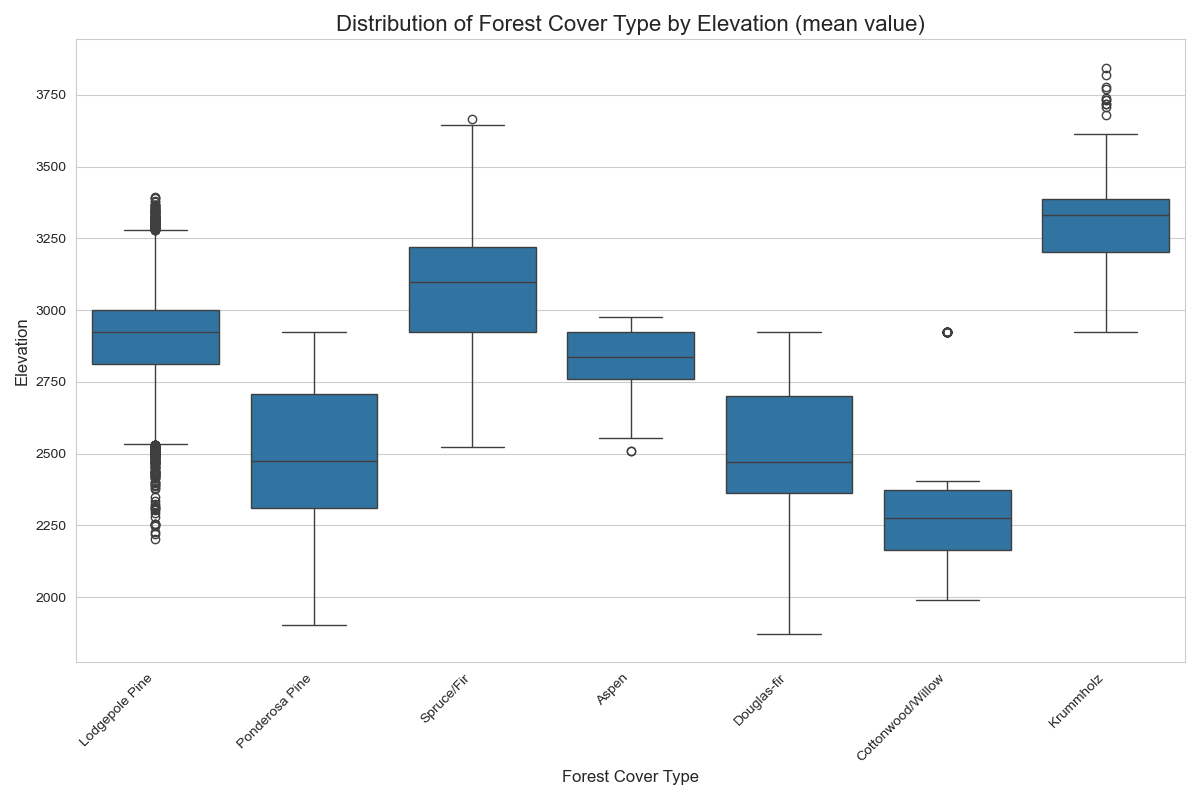 Distribution of Forest Cover Type by Elevation (mean value)
Elevation
3750
3500
3250
3000
2750
2500
2250
2000
Lodgepole Pine
Ponderosa Pine
Spruce/Fir
Aspen
Douglas-fir
Cottonwood/Willow
Krummholz
Forest Cover Type